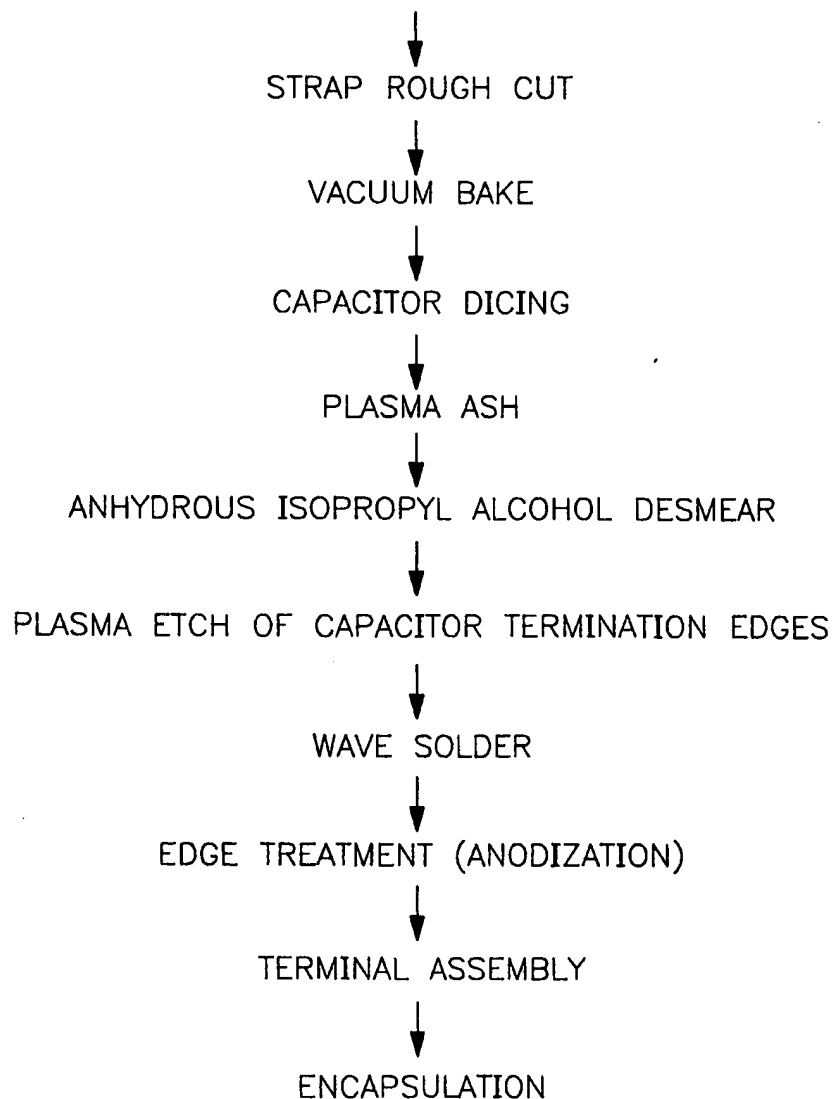 STRAP ROUGH CUT
VACUUM BAKE
CAPACITOR DICING
PLASMA ASH
ANHYDROUS ISOPROPYL ALCOHOL DESMEAR
PLASMA ETCH OF CAPACITOR TERMINATION EDGES
WAVE SOLDER
EDGE TREATMENT (ANODIZATION)
TERMINAL ASSEMBLY
ENCAPSULATION